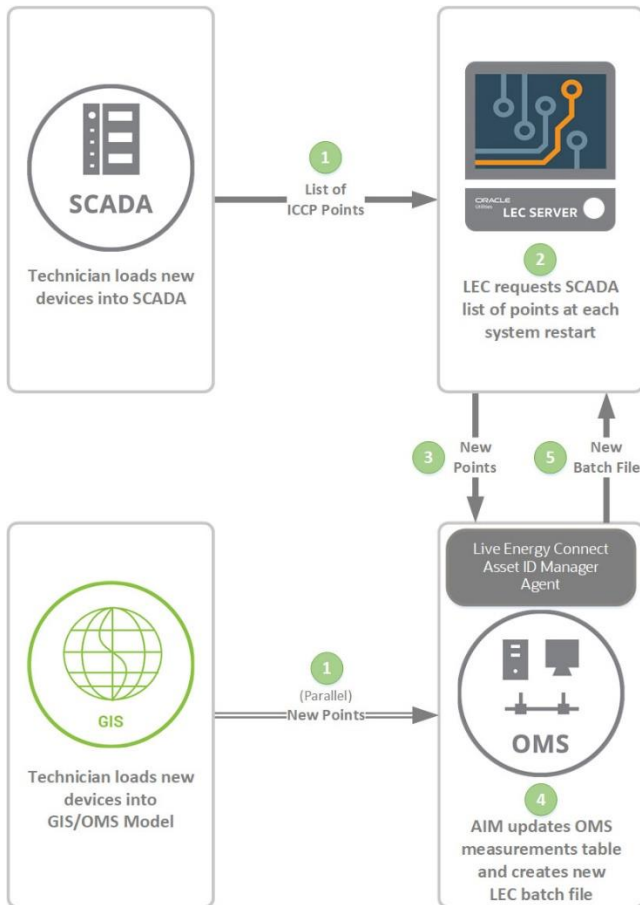 SCADA
Technician loads new
devices into SCADA
1
List of
ICCP Points
ORACLE
Utilities
LEC SERVER
2
LEC requests SCADA
list of points at each
system restart
3
New
Points
5
New
Batch File
GIS
Technician loads new
devices into
GIS/OMS Model
1
(Parallel)
New Points
Live Energy Connect
Asset ID Manager
Agent
OMS
4
AIM updates OMS
measurements table
and creates new
LEC batch file